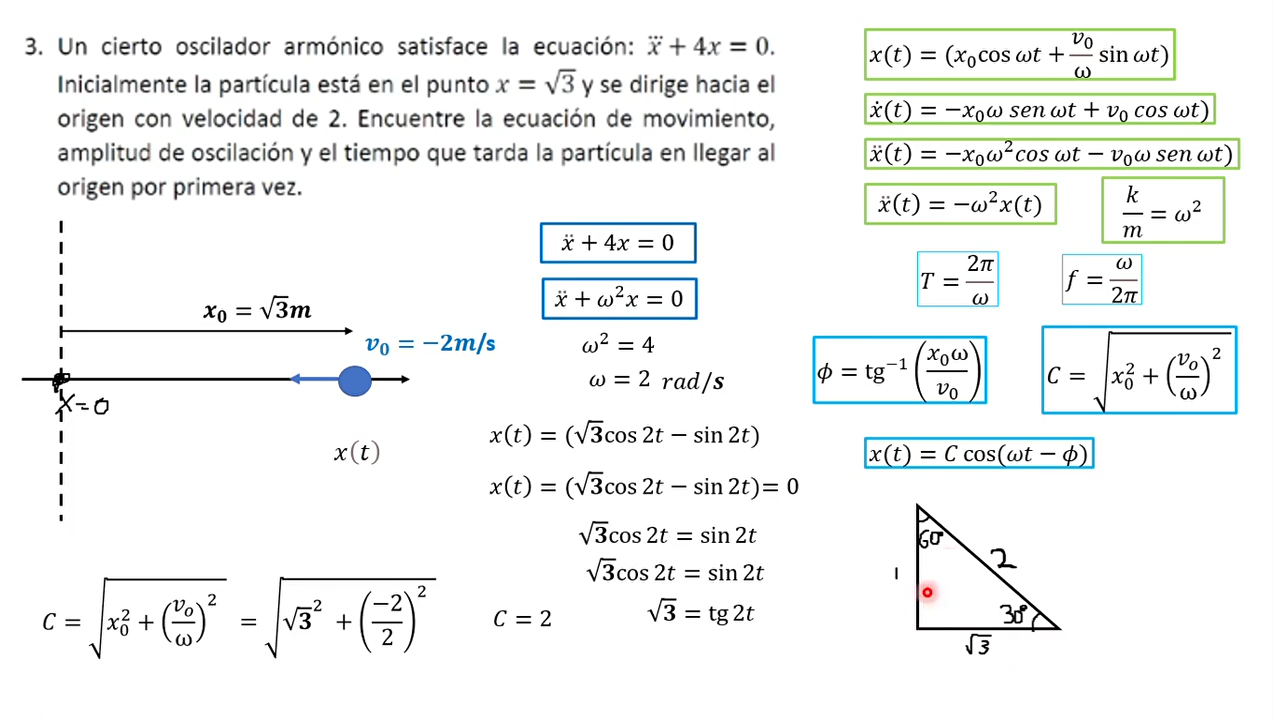 3. Un cierto oscilador armónico satisface la ecuación: ẍ + 4x = 0.
Inicialmente la partícula está en el punto x = √3 y se dirige hacia el
origen con velocidad de 2. Encuentre la ecuación de movimiento,
amplitud de oscilación y el tiempo que tarda la partícula en llegar al
origen por primera vez.
x(t) = (x₀cos ωt + v₀/ω sin ωt)
ẋ(t) = −x₀ω sen ωt + v₀ cos ωt)
ẍ(t) = −x₀ω²cos ωt − v₀ω sen ωt)
ẍ(t) = −ω²x(t)
k/m = ω²
T = 2π/ω
f = ω/2π
ϕ = tg⁻¹(x₀ω/v₀)
C = √(x₀² + (v₀/ω)²)
x(t) = C cos(ωt − ϕ)
x₀ = √3m
v₀ = −2m/s
x=0
x(t)
ẍ + 4x = 0
ẍ + ω²x = 0
ω² = 4
ω = 2 rad/s
x(t) = (√3cos 2t − sin 2t)
x(t) = (√3cos 2t − sin 2t)= 0
√3cos 2t = sin 2t
√3cos 2t = sin 2t
√3 = tg 2t
C = √(x₀² + (v₀/ω)²) = √(√3² + (−2/2)²)
C = 2
60°
2
1
30°
√3